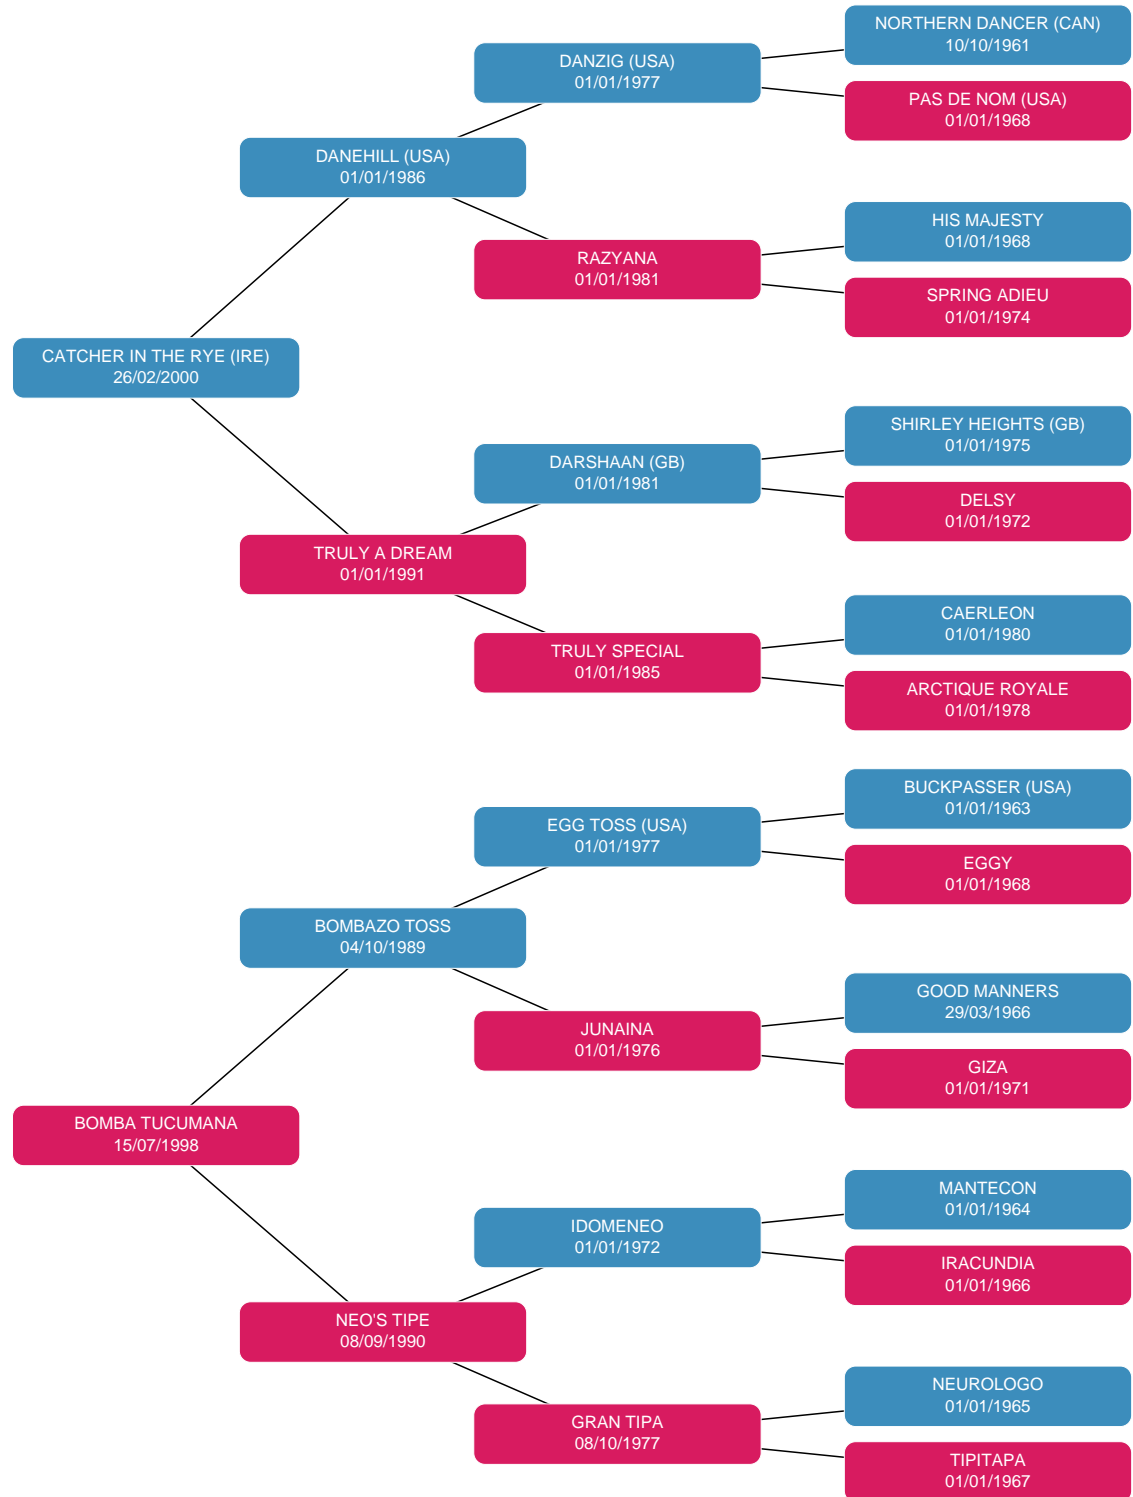 NORTHERN DANCER (CAN)
10/10/1961
DANZIG (USA)
01/01/1977
PAS DE NOM (USA)
01/01/1968
DANEHILL (USA)
01/01/1986
HIS MAJESTY
01/01/1968
RAZYANA
01/01/1981
SPRING ADIEU
01/01/1974
CATCHER IN THE RYE (IRE)
26/02/2000
SHIRLEY HEIGHTS (GB)
01/01/1975
DARSHAAN (GB)
01/01/1981
DELSY
01/01/1972
TRULY A DREAM
01/01/1991
CAERLEON
01/01/1980
TRULY SPECIAL
01/01/1985
ARCTIQUE ROYALE
01/01/1978
BUCKPASSER (USA)
01/01/1963
EGG TOSS (USA)
01/01/1977
EGGY
01/01/1968
BOMBAZO TOSS
04/10/1989
GOOD MANNERS
29/03/1966
JUNAINA
01/01/1976
GIZA
01/01/1971
BOMBA TUCUMANA
15/07/1998
MANTECON
01/01/1964
IDOMENEO
01/01/1972
IRACUNDIA
01/01/1966
NEO'S TIPE
08/09/1990
NEUROLOGO
01/01/1965
GRAN TIPA
08/10/1977
TIPITAPA
01/01/1967